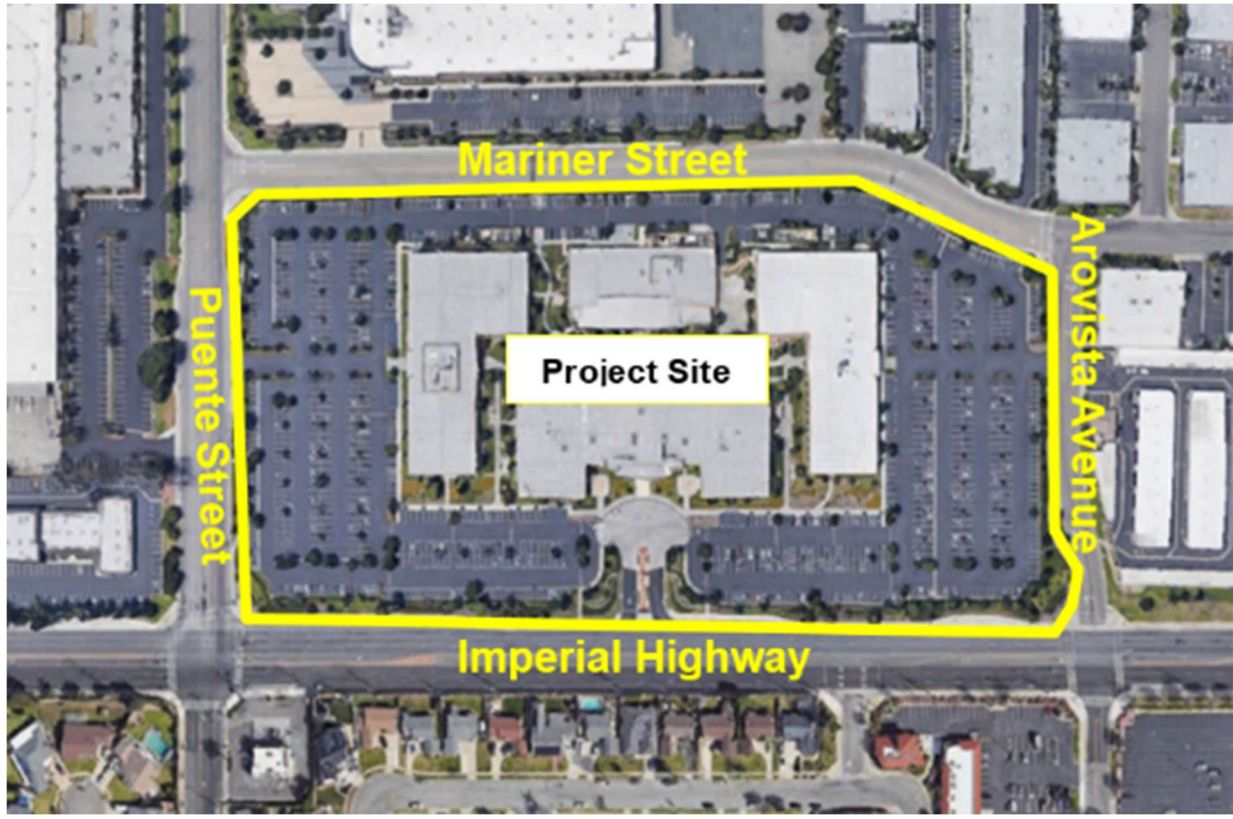 Mariner Street
Arovista Avenue
Puente Street
Project Site
Imperial Highway